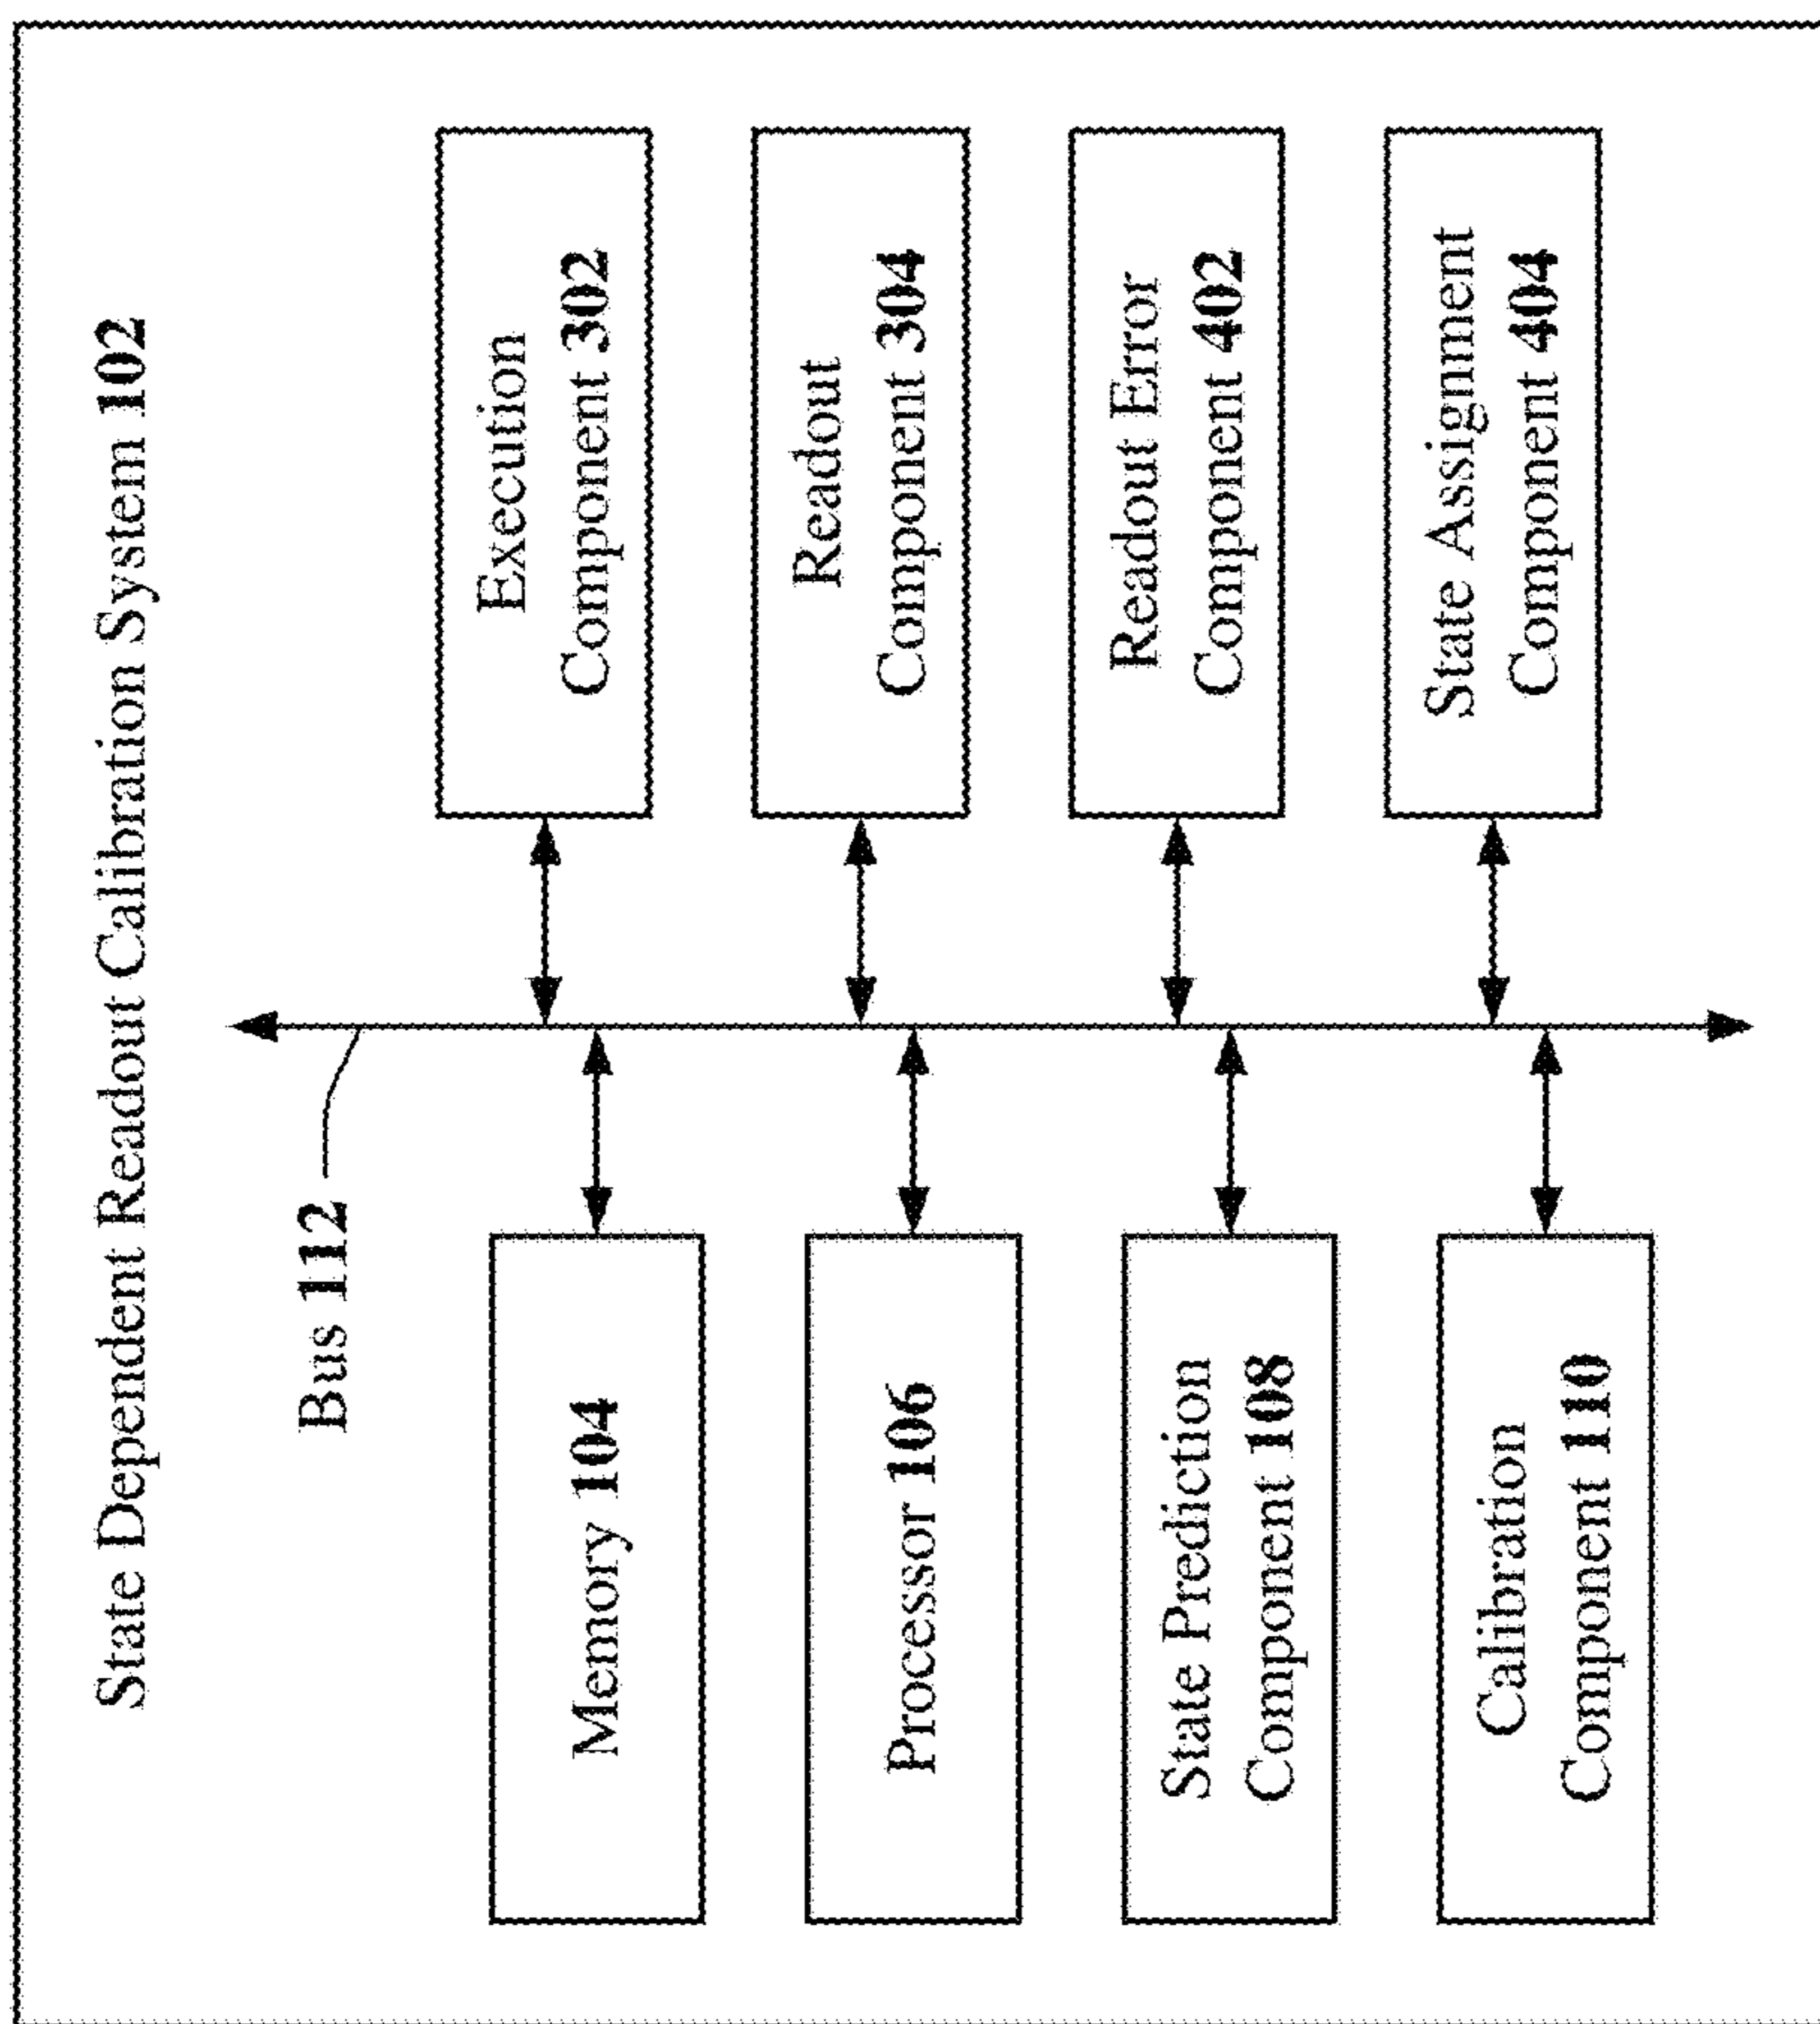 State Dependent Readout Calibration System 102
Bus 112
Memory 104
Processor 106
State Prediction
Component 108
Calibration
Component 110
Execution
Component 302
Readout
Component 304
Readout Error
Component 402
State Assignment
Component 404